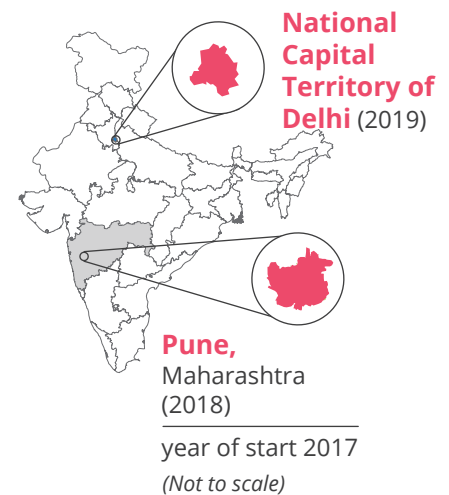 National
Capital
Territory of
Delhi (2019)
Pune,
Maharashtra
(2018)
year of start 2017
(Not to scale)